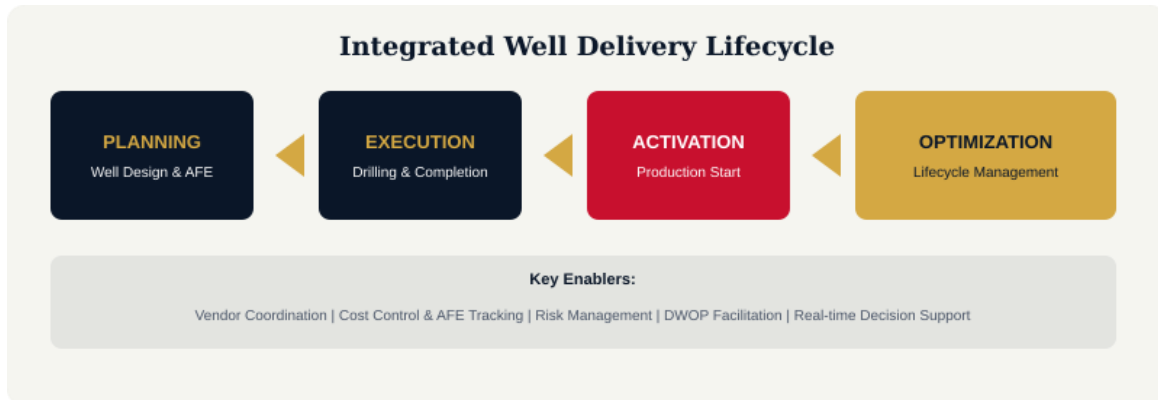 Integrated Well Delivery Lifecycle
PLANNING
Well Design & AFE
EXECUTION
Drilling & Completion
ACTIVATION
Production Start
OPTIMIZATION
Lifecycle Management
Key Enablers:
Vendor Coordination | Cost Control & AFE Tracking | Risk Management | DWOP Facilitation | Real-time Decision Support